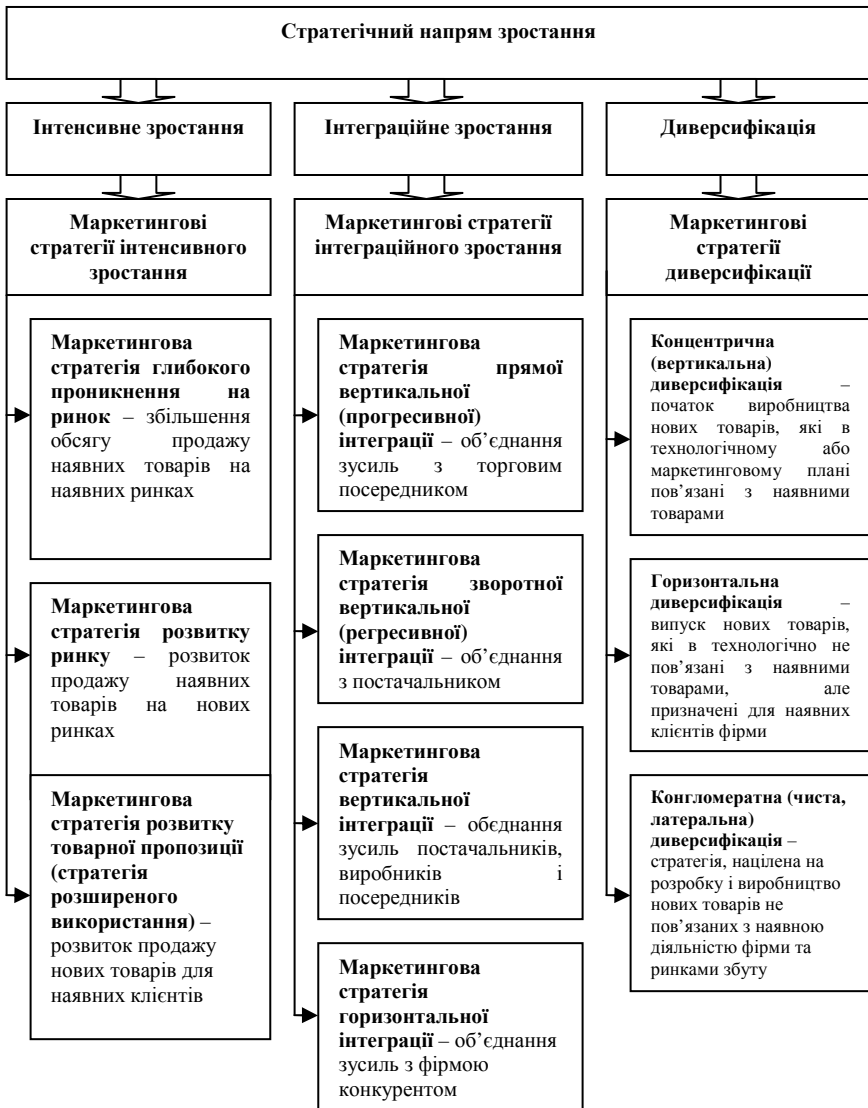 Стратегічний напрям зростання
Інтенсивне зростання
Інтеграційне зростання
Диверсифікація
Маркетингові
стратегії інтенсивного
зростання
Маркетингові стратегії
інтеграційного зростання
Маркетингові
стратегії
диверсифікації
Маркетингова
стратегія глибокого
проникнення на
ринок – збільшення
обсягу продажу
наявних товарів на
наявних ринках
Маркетингова
стратегія розвитку
ринку – розвиток
продажу наявних
товарів на нових
ринках
Маркетингова
стратегія розвитку
товарної пропозиції
(стратегія
розширеного
використання) –
розвиток продажу
нових товарів для
наявних клієнтів
Маркетингова
стратегія прямої
вертикальної
(прогресивної)
інтеграції – об’єднання
зусиль з торговим
посередником
Маркетингова
стратегія зворотної
вертикальної
(регресивної)
інтеграції – об’єднання
з постачальником
Маркетингова
стратегія
вертикальної
інтеграції – обєднання
зусиль постачальників,
виробників і
посередників
Маркетингова
стратегія
горизонтальної
інтеграції – об’єднання
зусиль з фірмою
конкурентом
Концентрична
(вертикальна)
диверсифікація –
початок виробництва
нових товарів, які в
технологічному або
маркетинговому плані
пов’язані з наявними
товарами
Горизонтальна
диверсифікація –
випуск нових товарів,
які в технологічно не
пов’язані з наявними
товарами, але
призначені для наявних
клієнтів фірми
Конгломератна (чиста,
латеральна)
диверсифікація –
стратегія, націлена на
розробку і виробництво
нових товарів не
пов’язаних з наявною
діяльністю фірми та
ринками збуту